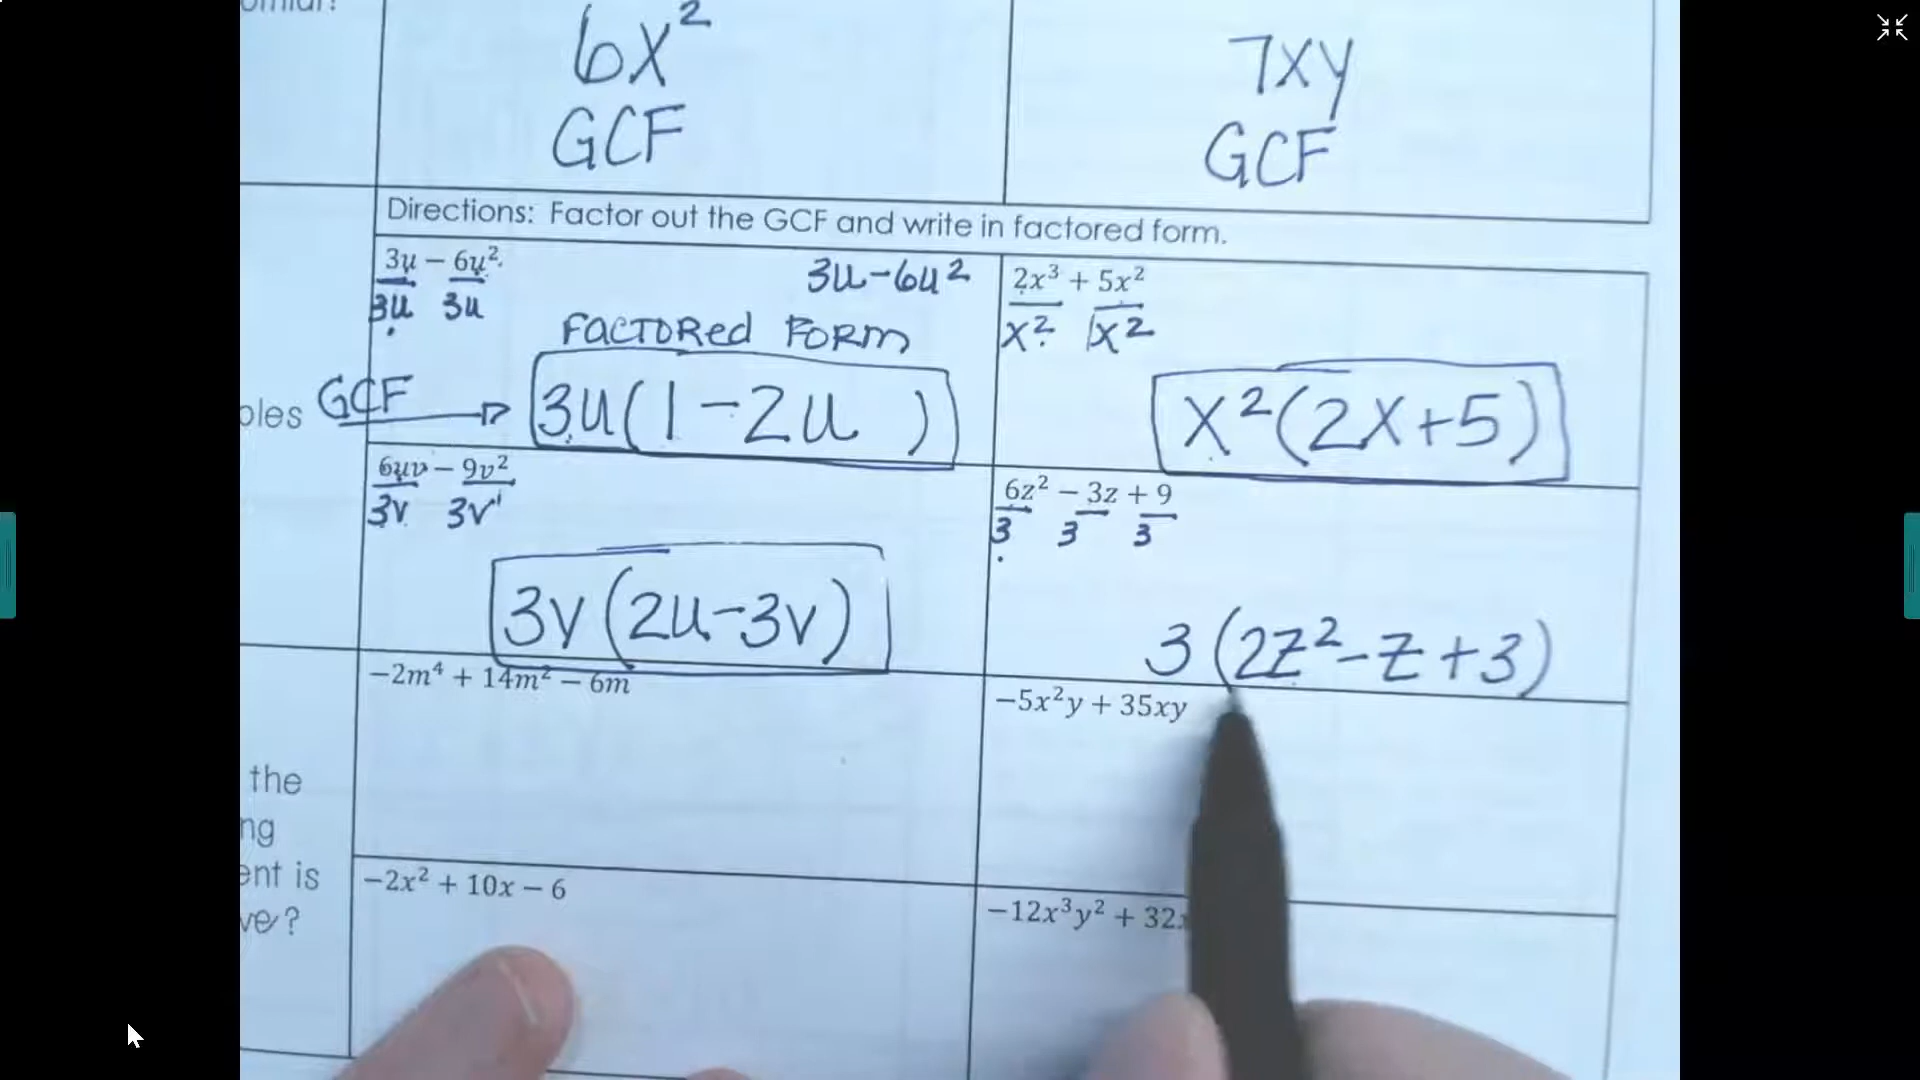 6x²
GCF
7xy
GCF
Directions: Factor out the GCF and write in factored form.
3u − 6u²
3u 3u
3u-6u²
FACTORED FORM
GCF
3u(1-2u )
2x³ + 5x²
x² x²
x²(2x+5)
6uv − 9v²
3v 3v
3v(2u-3v)
6z² − 3z + 9
3 3 3
3(2z²-z+3)
−2m⁴ + 14m² − 6m
−5x²y + 35xy
the
−2x² + 10x − 6
−12x³y² + 32
is